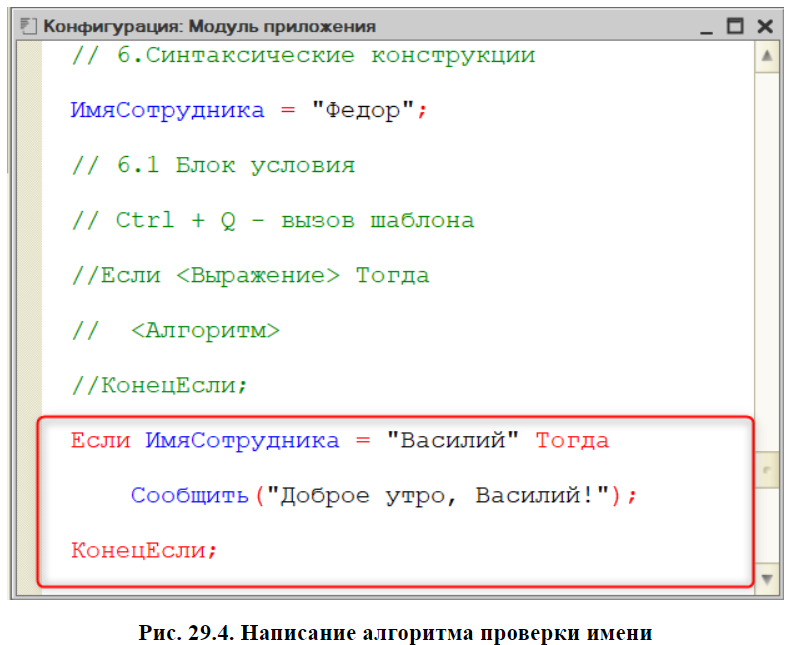 Конфигурация: Модуль приложения
// 6.Синтаксические конструкции
ИмяСотрудника = "Федор";
// 6.1 Блок условия
// Ctrl + Q - вызов шаблона
//Если <Выражение> Тогда
//  <Алгоритм>
//КонецЕсли;
Если ИмяСотрудника = "Василий" Тогда
Сообщить("Доброе утро, Василий!");
КонецЕсли;
Рис. 29.4. Написание алгоритма проверки имени